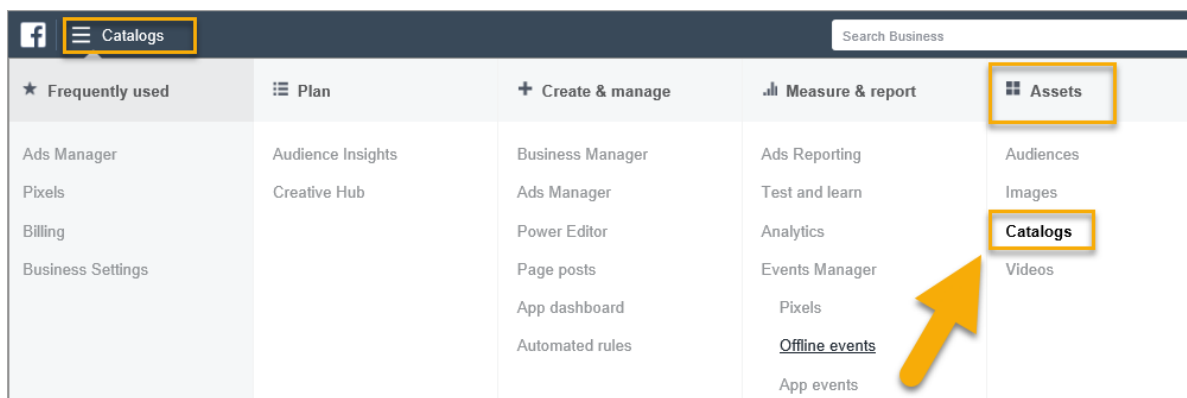 f Catalogs
Search Business
Frequently used
Ads Manager
Pixels
Billing
Business Settings
Plan
Audience Insights
Creative Hub
Create & manage
Business Manager
Ads Manager
Power Editor
Page posts
App dashboard
Automated rules
Measure & report
Ads Reporting
Test and learn
Analytics
Events Manager
Pixels
Offline events
App events
Assets
Audiences
Images
Catalogs
Videos